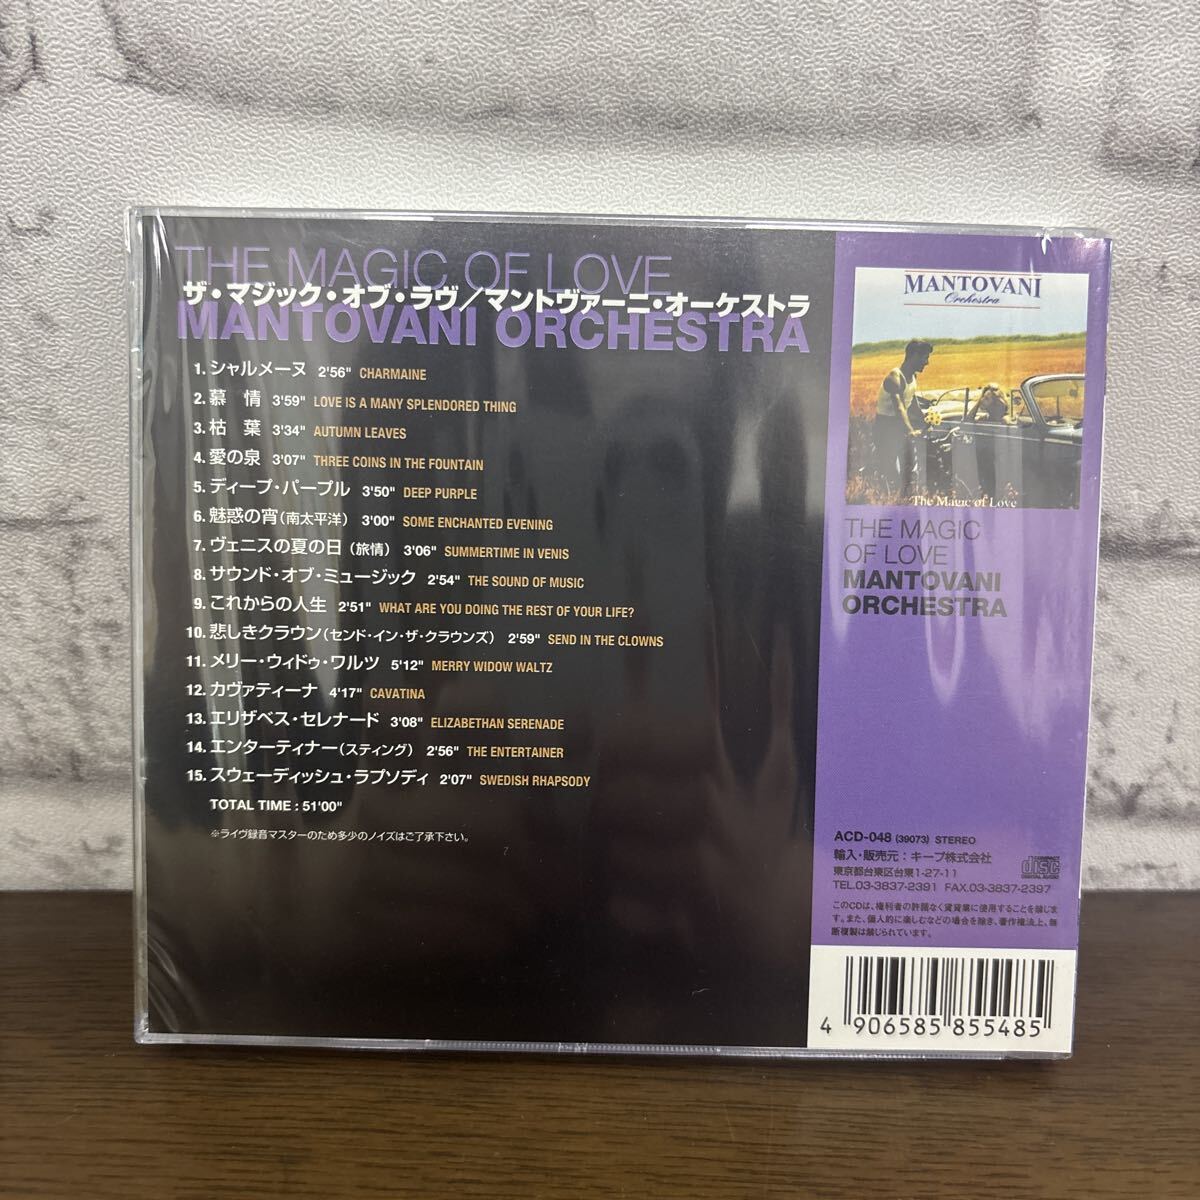 THE MAGIC OF LOVE
ザ・マジック・オブ・ラヴ／マントヴァーニ・オーケストラ
MANTOVANI ORCHESTRA
1. シャルメーヌ 2'56" CHARMAINE
2. 慕 情 3'59" LOVE IS A MANY SPLENDORED THING
3. 枯 葉 3'34" AUTUMN LEAVES
4. 愛の泉 3'07" THREE COINS IN THE FOUNTAIN
5. ディープ・パープル 3'50" DEEP PURPLE
6. 魅惑の宵（南太平洋） 3'00" SOME ENCHANTED EVENING
7. ヴェニスの夏の日（旅情） 3'06" SUMMERTIME IN VENIS
8. サウンド・オブ・ミュージック 2'54" THE SOUND OF MUSIC
9. これからの人生 2'51" WHAT ARE YOU DOING THE REST OF YOUR LIFE?
10. 悲しきクラウン（センド・イン・ザ・クラウンズ） 2'59" SEND IN THE CLOWNS
11. メリー・ウィドゥ・ワルツ 5'12" MERRY WIDOW WALTZ
12. カヴァティーナ 4'17" CAVATINA
13. エリザベス・セレナード 3'08" ELIZABETHAN SERENADE
14. エンターティナー（スティング） 2'56" THE ENTERTAINER
15. スウェーディッシュ・ラプソディ 2'07" SWEDISH RHAPSODY
TOTAL TIME : 51'00"
※ライヴ録音マスターのため多少のノイズはご了承下さい。
MANTOVANI
Orchestra
The Magic of Love
THE MAGIC
OF LOVE
MANTOVANI
ORCHESTRA
ACD-048 (39073) STEREO
輸入・販売元：キープ株式会社
東京都台東区台東1-27-11
TEL.03-3837-2391 FAX.03-3837-2397
COMPACT
disc
DIGITAL AUDIO
このCDは、権利者の許諾なく賃貸業に使用することを禁じま
す。また、個人的に楽しむなどの場合を除き、著作権法上、無
断複製は禁じられています。
4 906585 855485